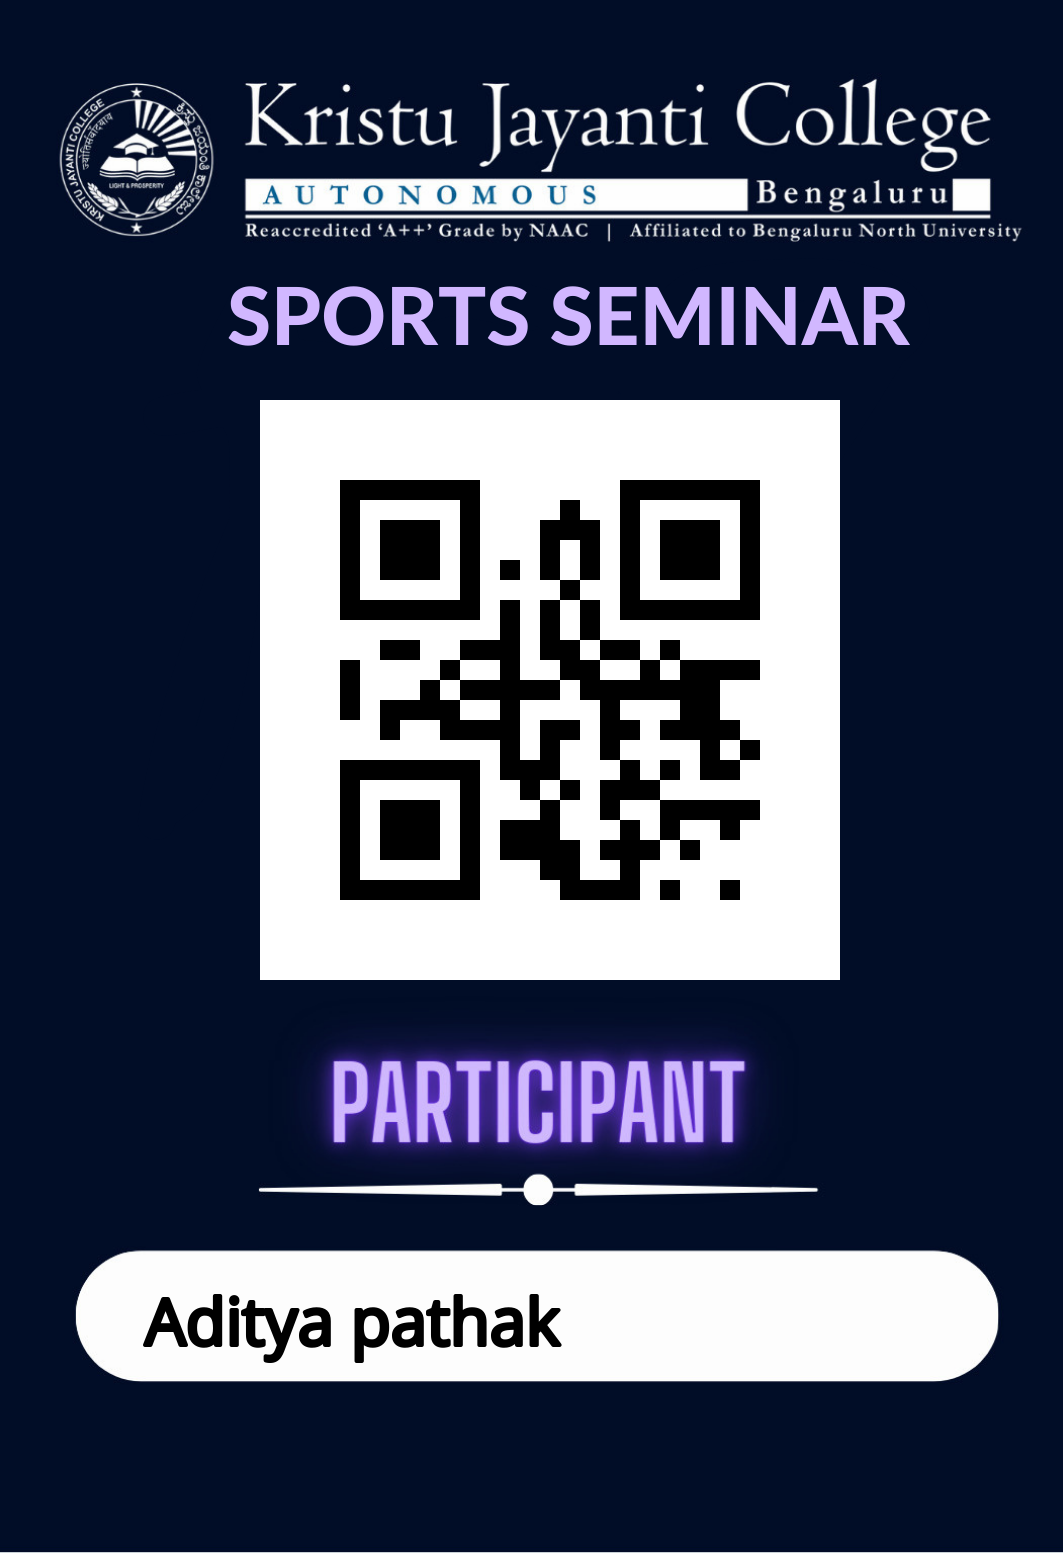 KRISTU JAYANTI COLLEGE
LIGHT & PROSPERITY
Kristu Jayanti College
AUTONOMOUS Bengaluru
Reaccredited ‘A++’ Grade by NAAC | Affiliated to Bengaluru North University
SPORTS SEMINAR
PARTICIPANT
Aditya pathak